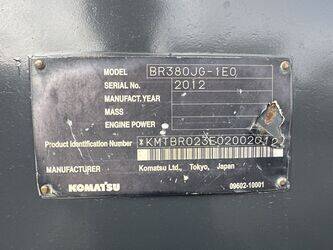 MODEL BR380JG-1E0
SERIAL No. 2012
MANUFACT. YEAR
MASS
ENGINE POWER
Product Identification Number *KMTBR023E02002012
MANUFACTURER Komatsu Ltd., Tokyo, Japan
KOMATSU 09602-10001